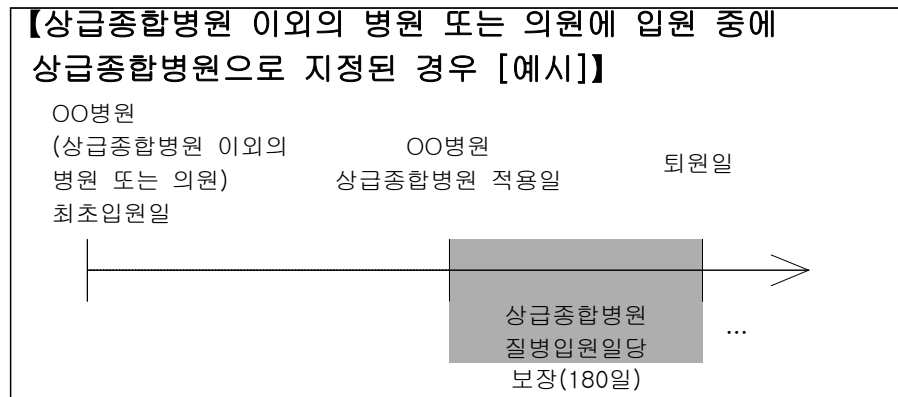 【상급종합병원 이외의 병원 또는 의원에 입원 중에
상급종합병원으로 지정된 경우 [예시]】
OO병원
(상급종합병원 이외의
병원 또는 의원)
최초입원일
OO병원
상급종합병원 적용일
퇴원일
상급종합병원
질병입원일당
보장(180일)
…